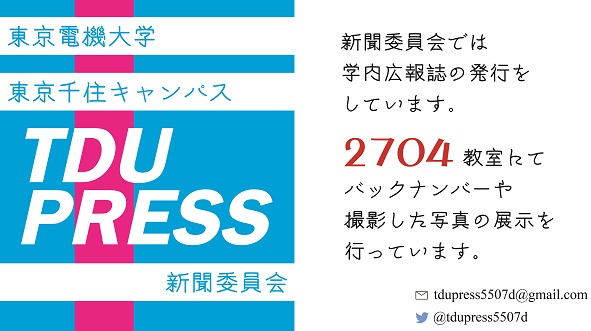 東京電機大学
東京千住キャンパス
TDU
PRESS
新聞委員会
新聞委員会では
学内広報誌の発行を
しています。
2704 教室にて
バックナンバーや
撮影した写真の展示を
行っています。
tdupress5507d@gmail.com
@tdupress5507d